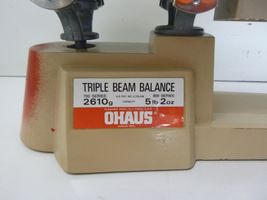 TRIPLE BEAM BALANCE
700 SERIES 800 SERIES
2610g CAPACITY 5 lb 2 oz
OHAUS